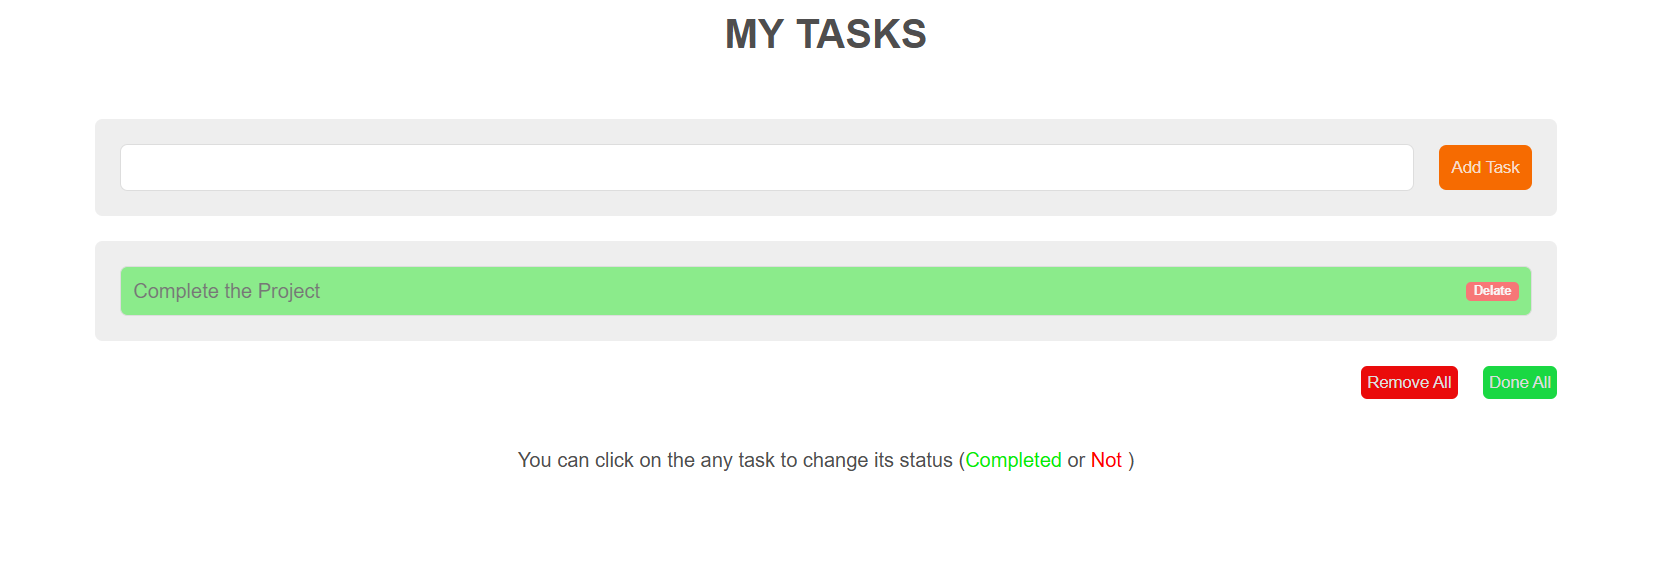 MY TASKS
Add Task
Complete the Project Delate
Remove All Done All
You can click on the any task to change its status (Completed or Not )